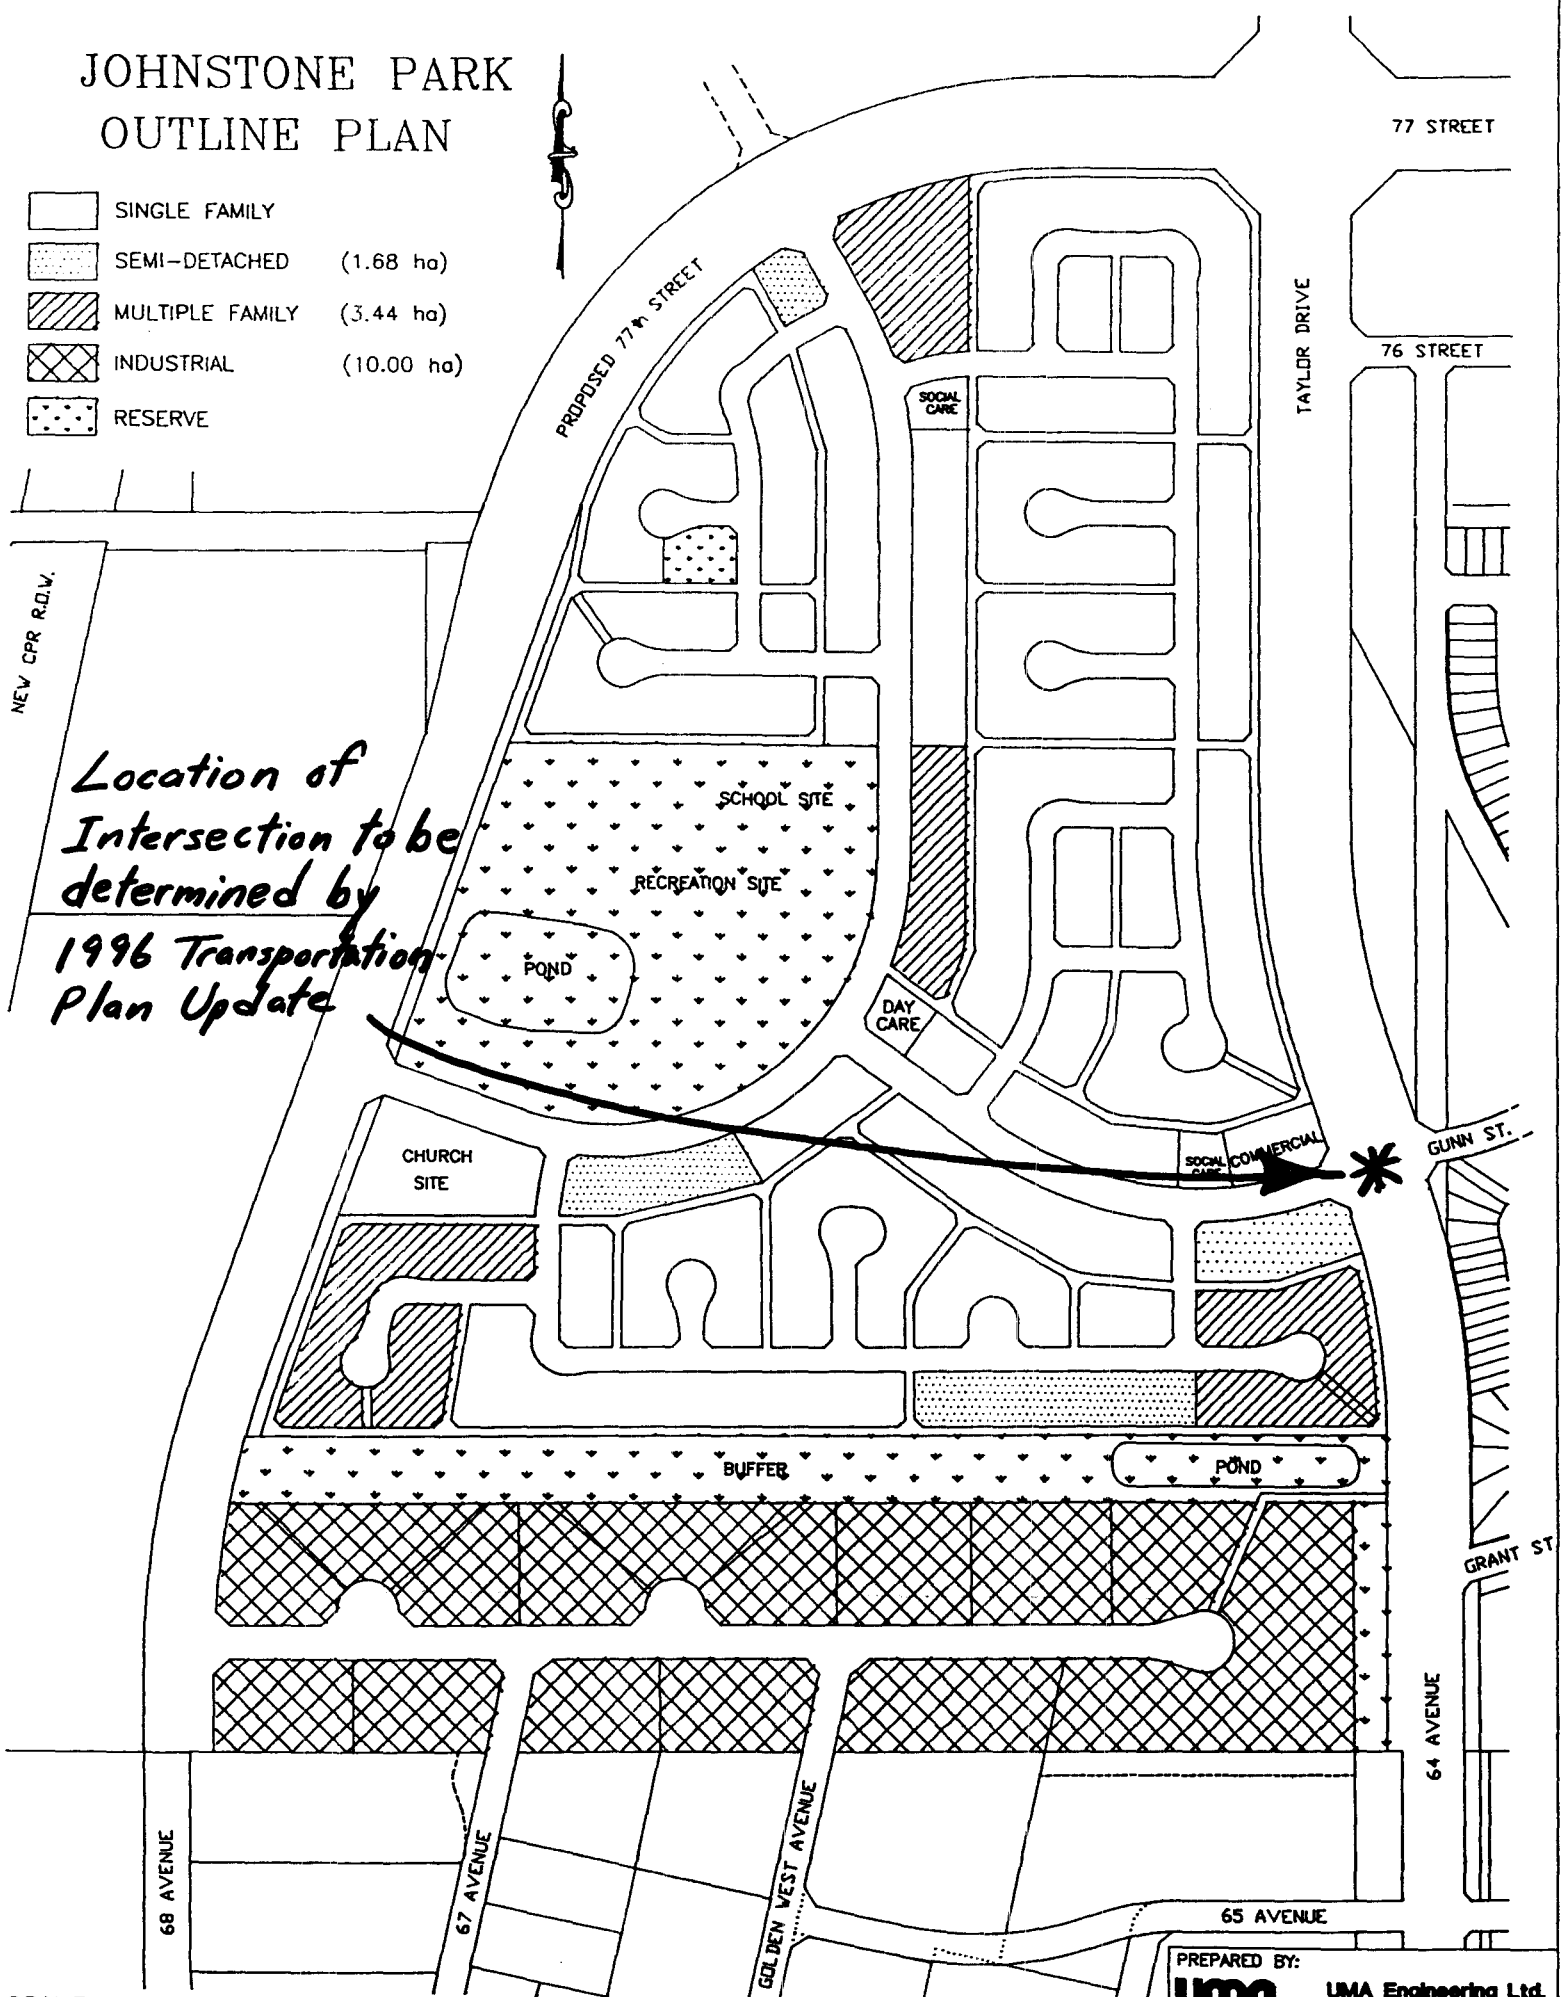 JOHNSTONE PARK
OUTLINE PLAN
SINGLE FAMILY
SEMI-DETACHED (1.68 ha)
MULTIPLE FAMILY (3.44 ha)
INDUSTRIAL (10.00 ha)
RESERVE
77 STREET
PROPOSED 77th STREET
TAYLOR DRIVE
76 STREET
SOCIAL
CARE
NEW CPR R.O.W.
Location of
Intersection to be
determined by
1996 Transportation
Plan Update
SCHOOL SITE
RECREATION SITE
POND
DAY
CARE
CHURCH
SITE
SOCIAL
CARE
COMMERCIAL
GUNN ST.
BUFFER
POND
GRANT ST
64 AVENUE
68 AVENUE
67 AVENUE
GOLDEN WEST AVENUE
65 AVENUE
PREPARED BY:
uma
UMA Engineering Ltd.